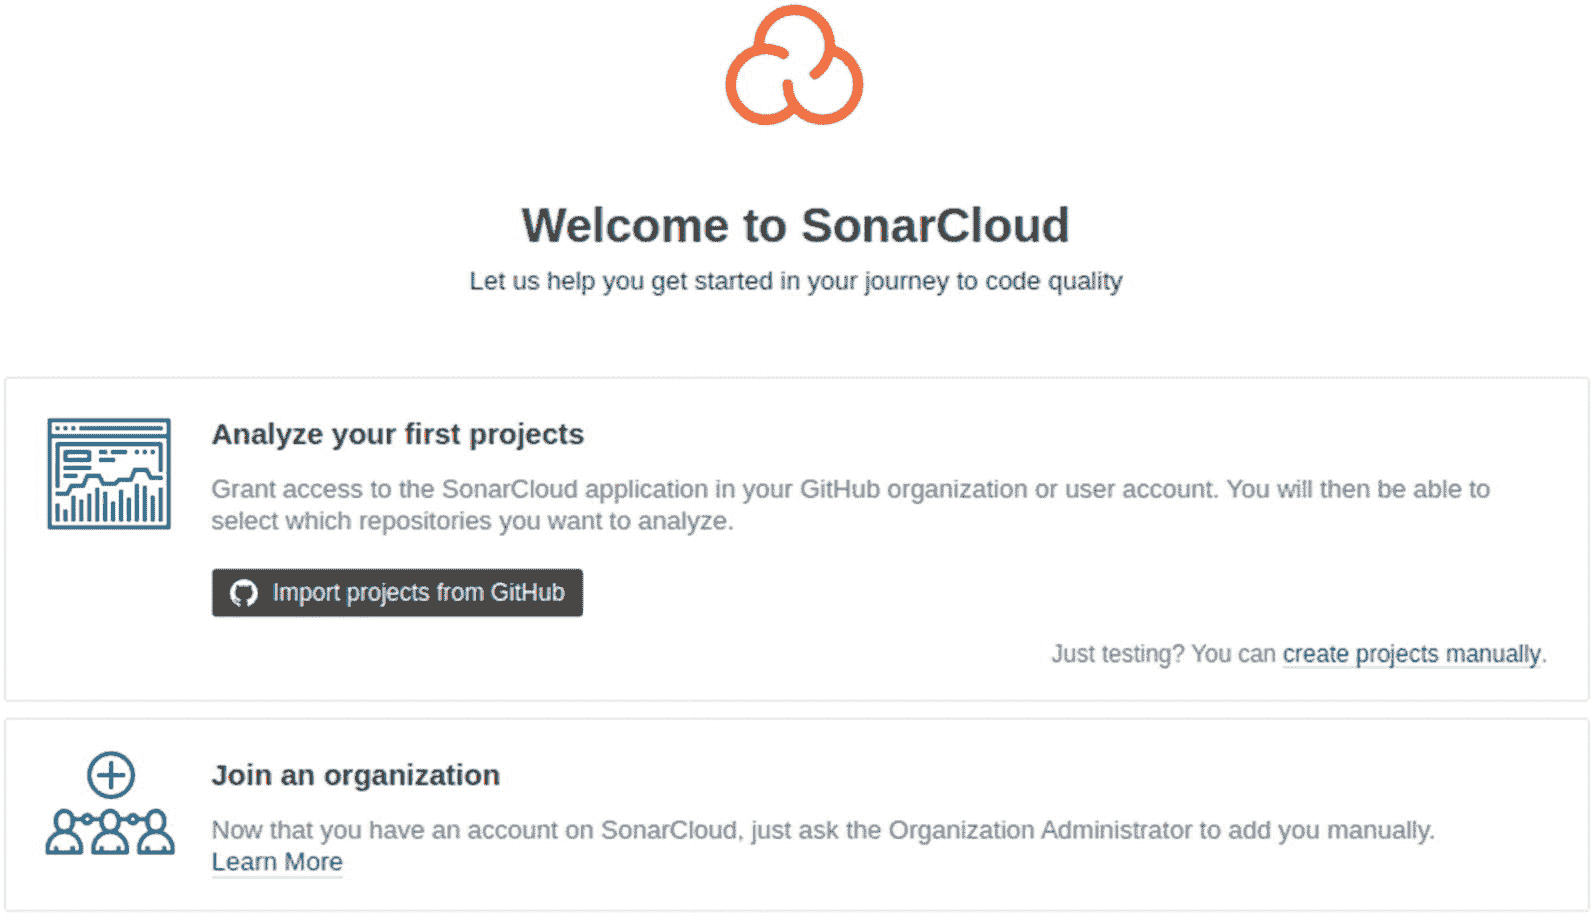 Welcome to SonarCloud
Let us help you get started in your journey to code quality
Analyze your first projects
Grant access to the SonarCloud application in your GitHub organization or user account. You will then be able to
select which repositories you want to analyze.
Import projects from GitHub
Just testing? You can create projects manually.
Join an organization
Now that you have an account on SonarCloud, just ask the Organization Administrator to add you manually.
Learn More